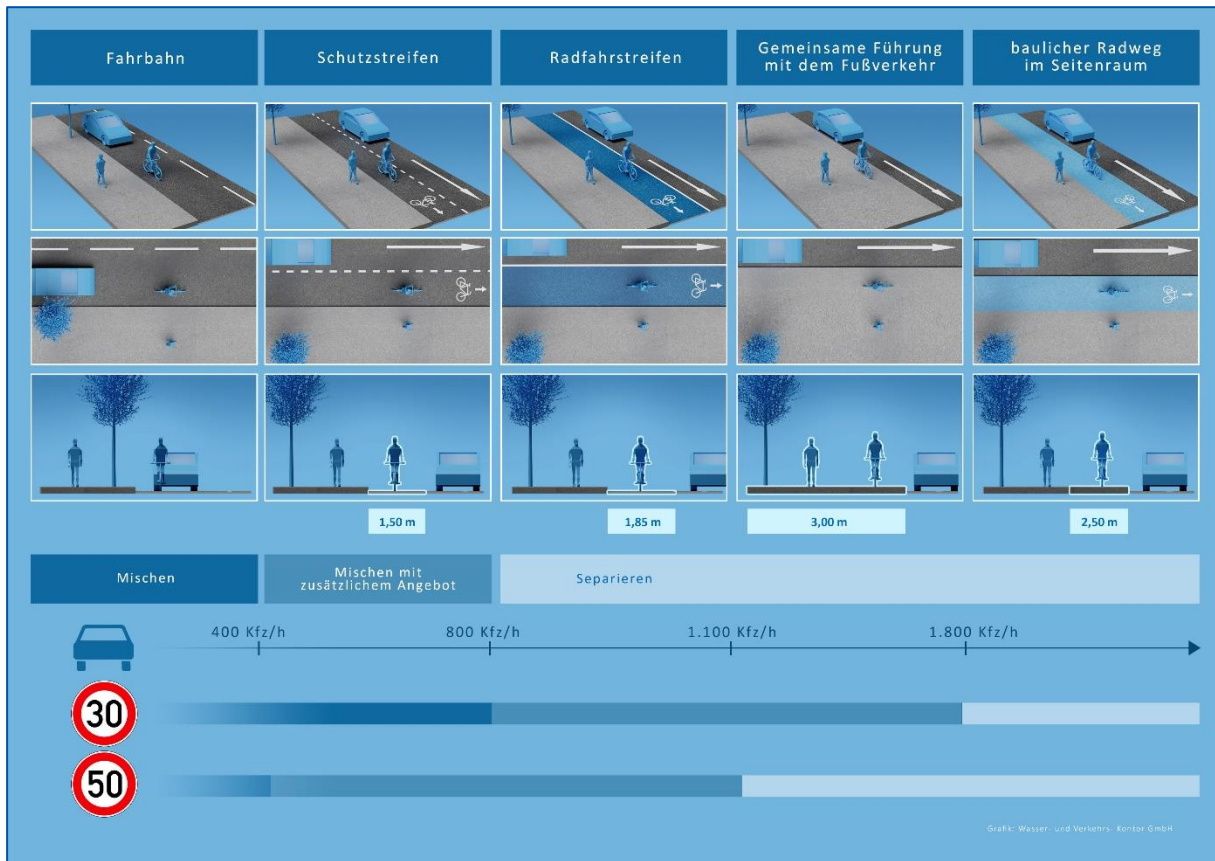 Fahrbahn
Schutzstreifen
Radfahrstreifen
Gemeinsame Führung
mit dem Fußverkehr
baulicher Radweg
im Seitenraum
1,50 m
1,85 m
3,00 m
2,50 m
Mischen
Mischen mit
zusätzlichem Angebot
Separieren
400 Kfz/h
800 Kfz/h
1.100 Kfz/h
1.800 Kfz/h
30
50
Grafik: Wasser- und Verkehrs- Kontor GmbH